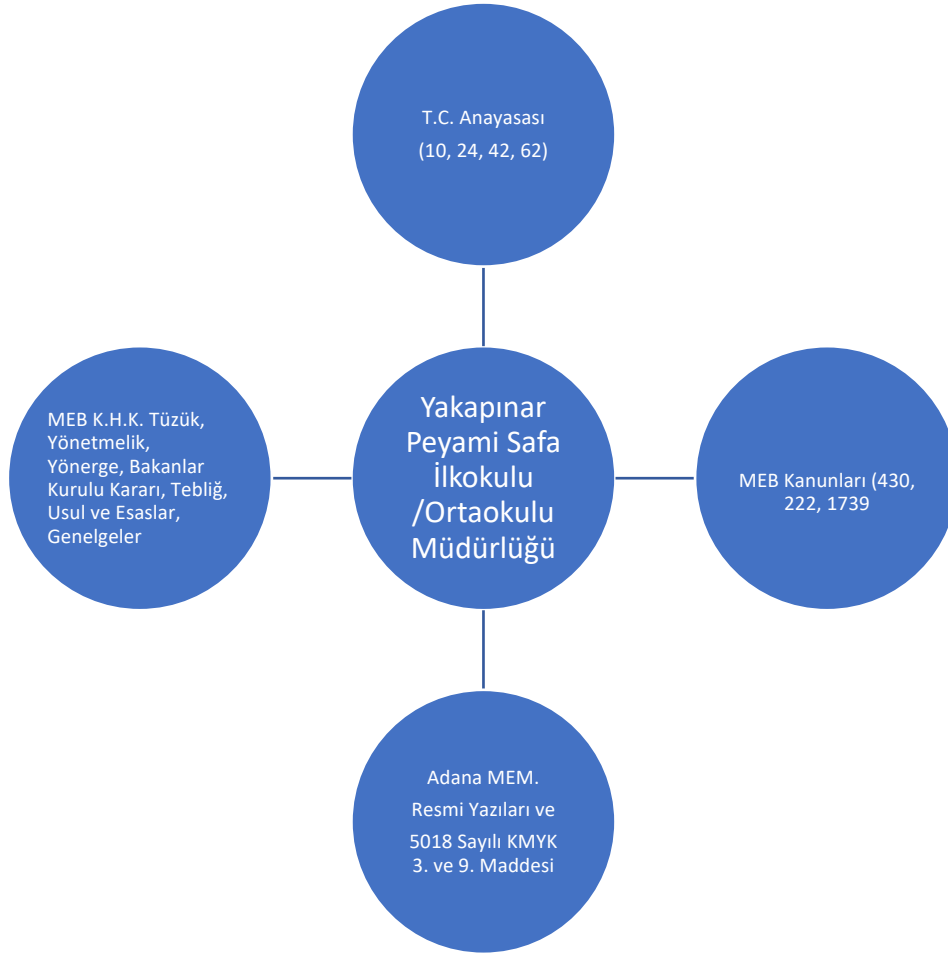 T.C. Anayasası
(10, 24, 42, 62)
MEB K.H.K. Tüzük,
Yönetmelik,
Yönerge, Bakanlar
Kurulu Kararı, Tebliğ,
Usul ve Esaslar,
Genelgeler
Yakapınar
Peyami Safa
İlkokulu
/Ortaokulu
Müdürlüğü
MEB Kanunları (430,
222, 1739
Adana MEM.
Resmi Yazıları ve
5018 Sayılı KMYK
3. ve 9. Maddesi